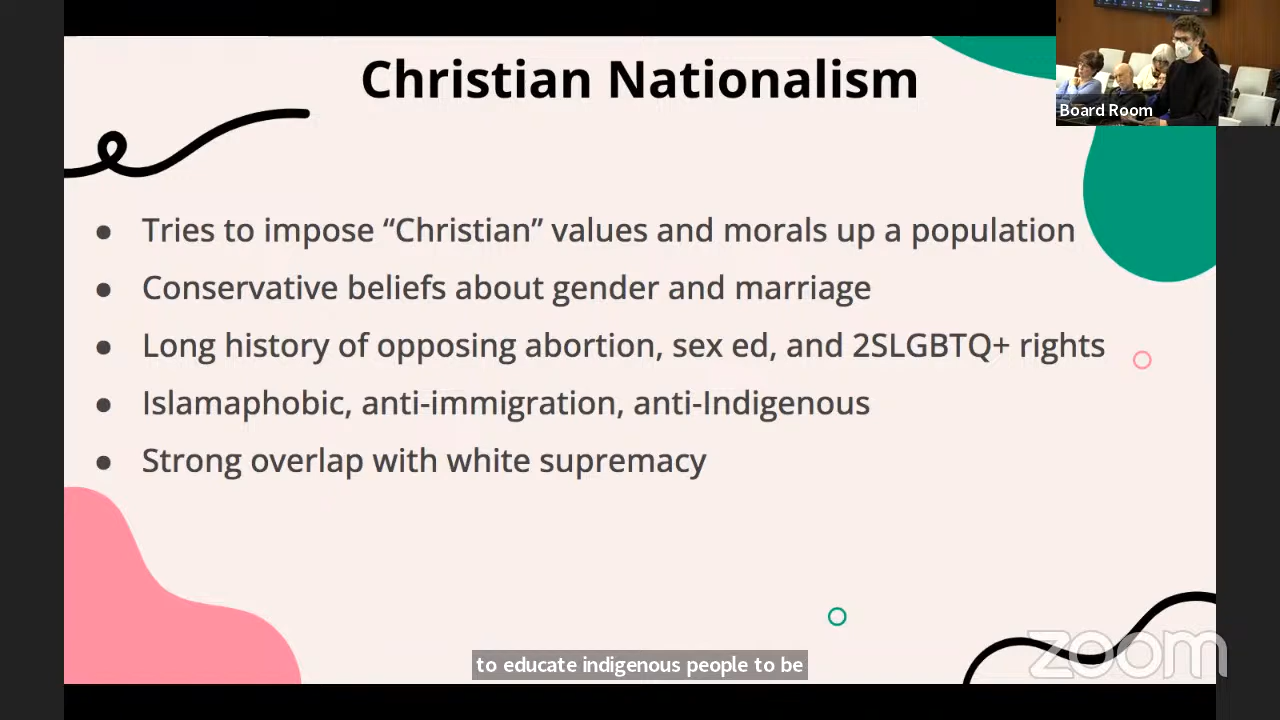 Christian Nationalism
Board Room
● Tries to impose “Christian” values and morals up a population
● Conservative beliefs about gender and marriage
● Long history of opposing abortion, sex ed, and 2SLGBTQ+ rights
● Islamaphobic, anti-immigration, anti-Indigenous
● Strong overlap with white supremacy
to educate indigenous people to be
zoom